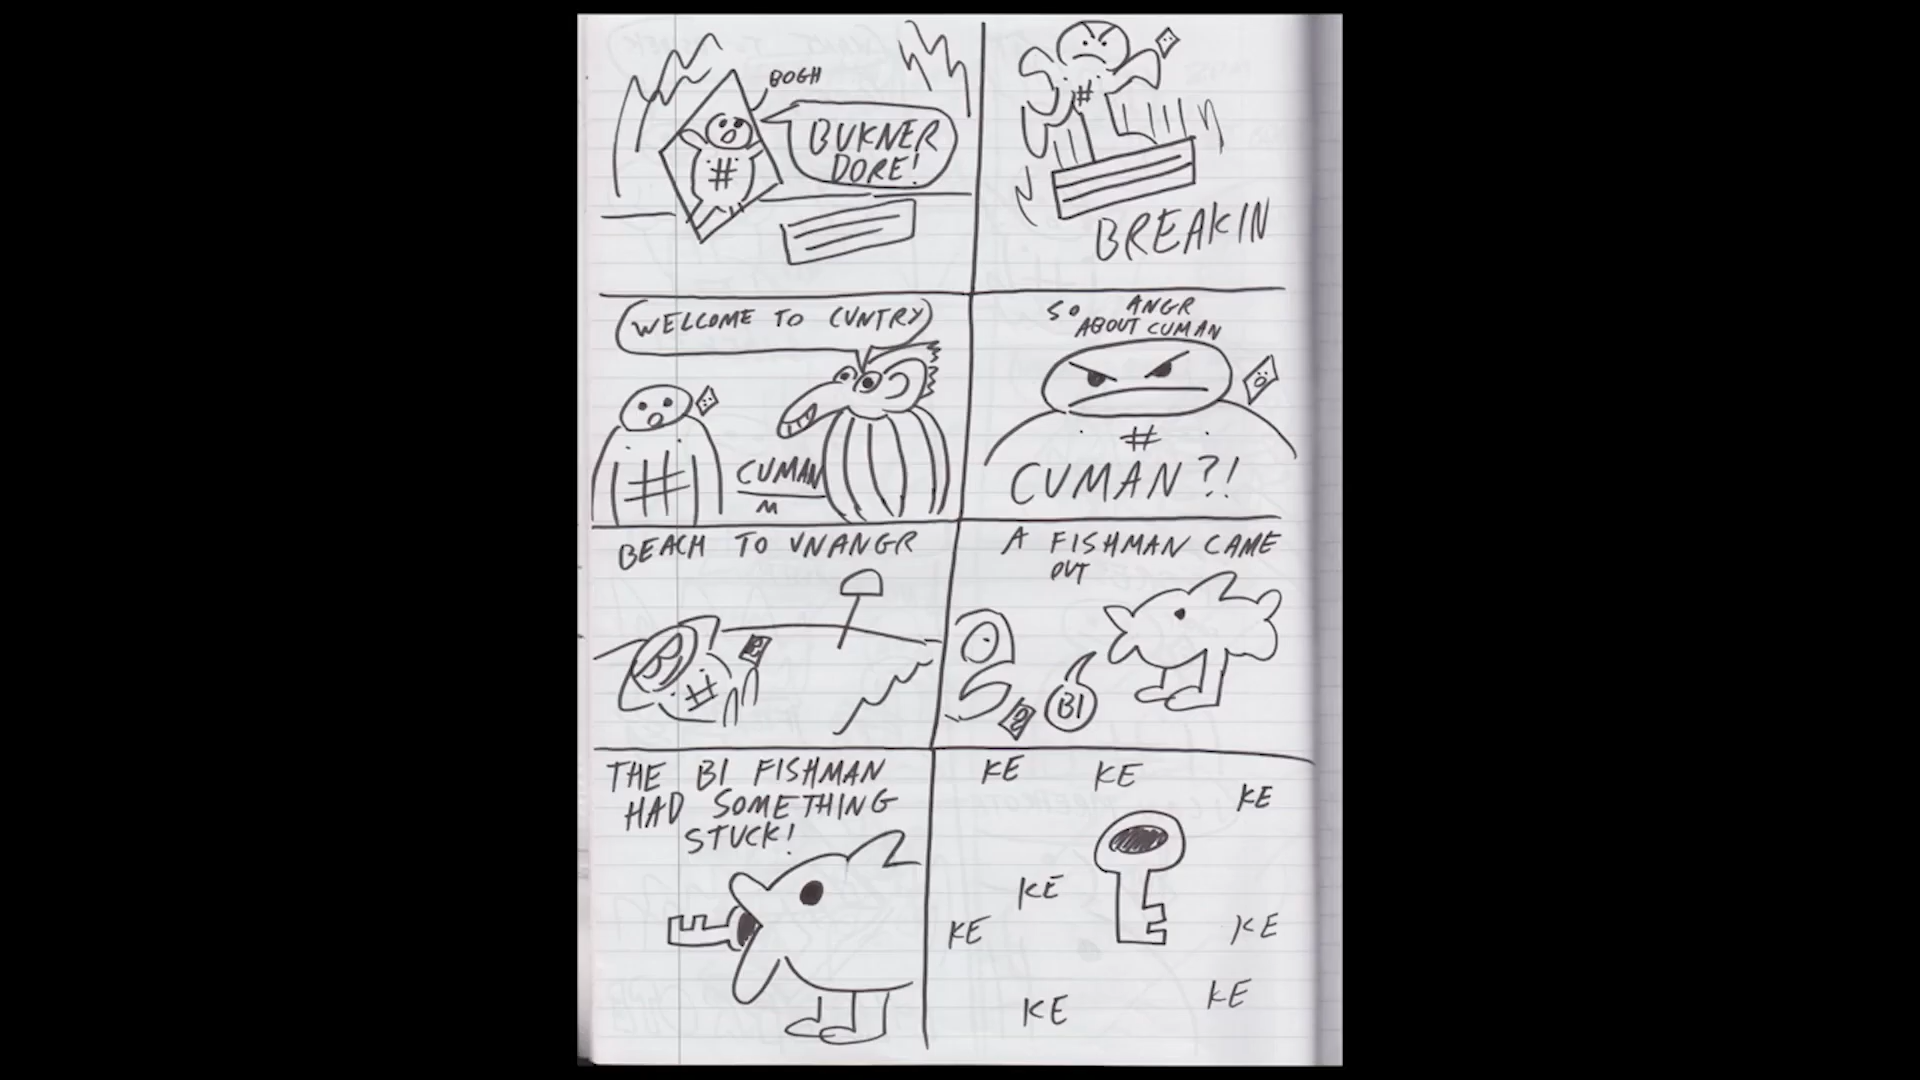 BOGH
BUKNER
DORE!
#
#
BREAKIN
WELCOME TO CUNTRY
#
CUMAN
M
SO ANGR
ABOUT CUMAN
#
CUMAN?!
BEACH TO UNANGR
BI
#
A FISHMAN CAME
OUT
BI
THE BI FISHMAN
HAD SOMETHING
STUCK!
KE KE
KE
KE
KE KE
KE
KE